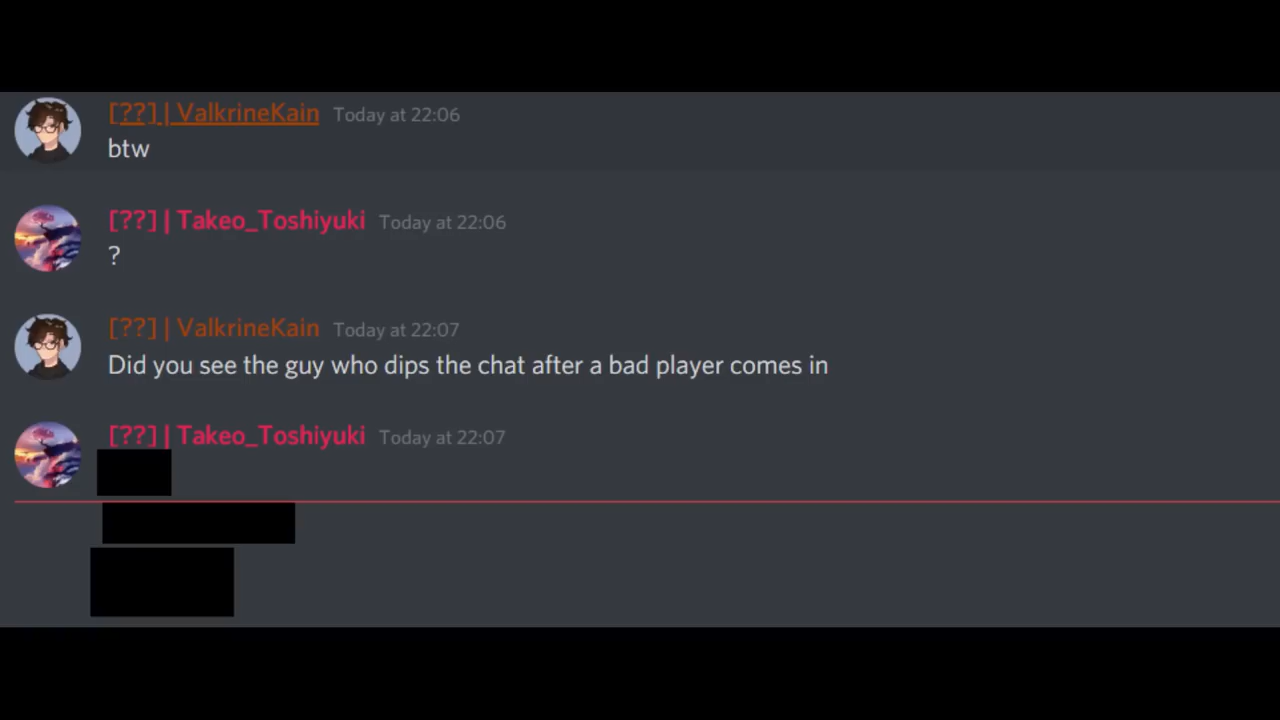 [??] | ValkrineKain Today at 22:06
btw
[??] | Takeo_Toshiyuki Today at 22:06
?
[??] | ValkrineKain Today at 22:07
Did you see the guy who dips the chat after a bad player comes in
[??] | Takeo_Toshiyuki Today at 22:07